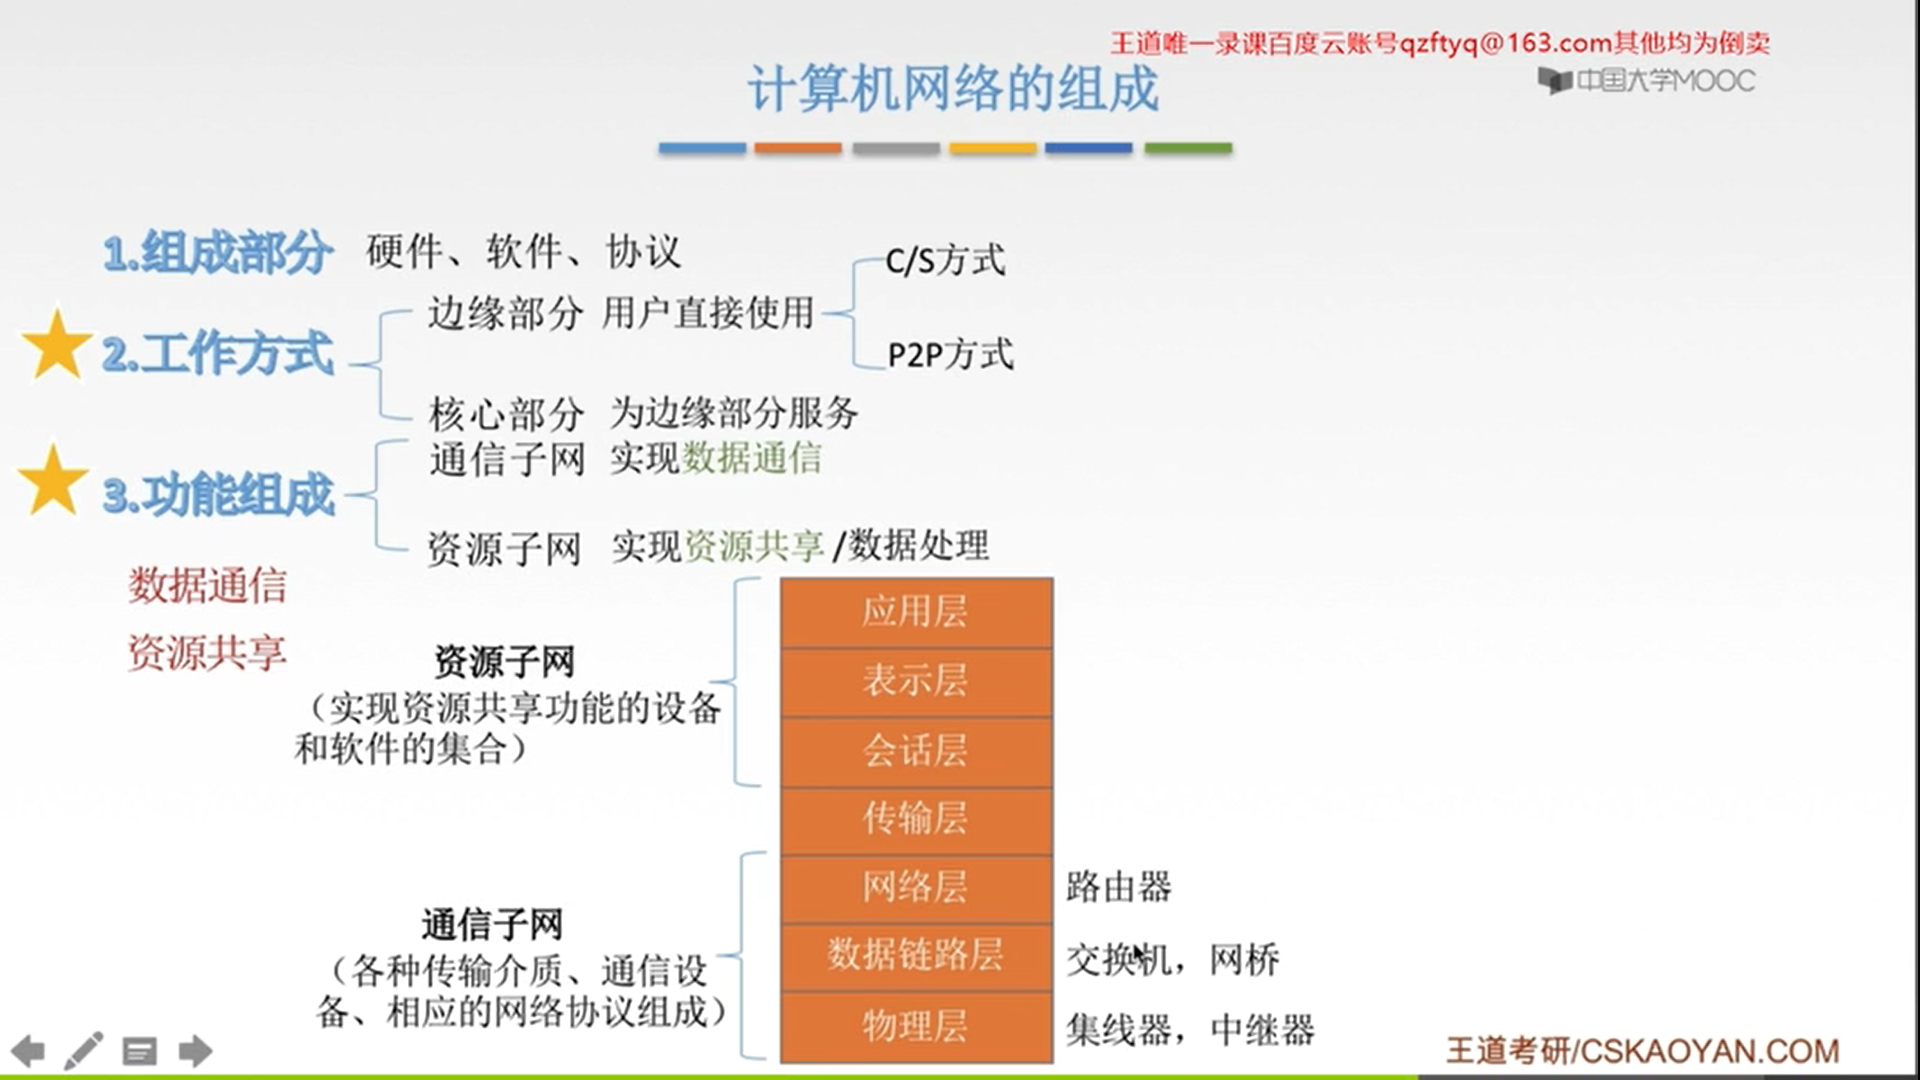 王道唯一录课百度云账号qzftyq@163.com其他均为倒卖
计算机网络的组成
中国大学MOOC
1.组成部分 硬件、软件、协议
C/S方式
边缘部分 用户直接使用
2.工作方式
P2P方式
核心部分 为边缘部分服务
通信子网 实现数据通信
3.功能组成
资源子网 实现资源共享/数据处理
数据通信
资源共享
资源子网
（实现资源共享功能的设备
和软件的集合）
应用层
表示层
会话层
传输层
网络层 路由器
通信子网
（各种传输介质、通信设
备、相应的网络协议组成）
数据链路层 交换机，网桥
物理层 集线器，中继器
王道考研/CSKAOYAN.COM